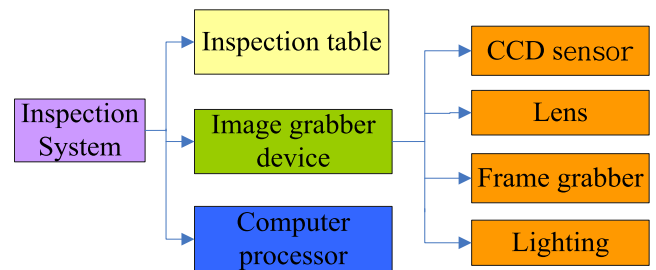 Inspection
System
Inspection table
Image grabber
device
Computer
processor
CCD sensor
Lens
Frame grabber
Lighting